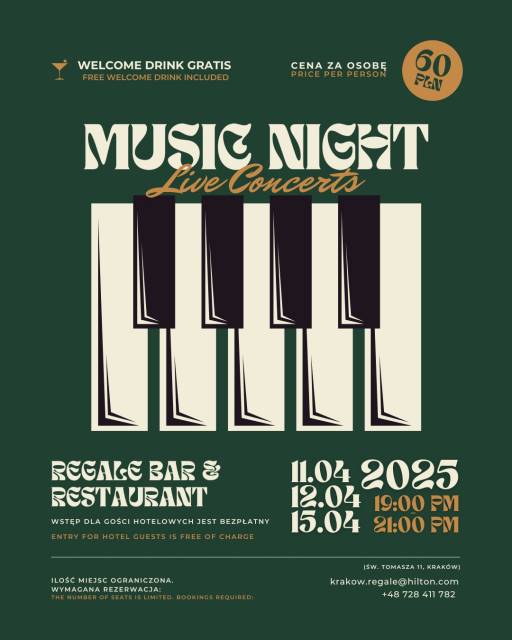 WELCOME DRINK GRATIS
FREE WELCOME DRINK INCLUDED
CENA ZA OSOBĘ
PRICE PER PERSON
60
PLN
MUSIC NIGHT
Live Concerts
REGALE BAR &
RESTAURANT
WSTĘP DLA GOŚCI HOTELOWYCH JEST BEZPŁATNY
ENTRY FOR HOTEL GUESTS IS FREE OF CHARGE
11.04
12.04
15.04
2025
19:00 PM
21:00 PM
ILOŚĆ MIEJSC OGRANICZONA.
WYMAGANA REZERWACJA:
THE NUMBER OF SEATS IS LIMITED. BOOKINGS REQUIRED:
(ŚW. TOMASZA 11, KRAKÓW)
krakow.regale@hilton.com
+48 728 411 782